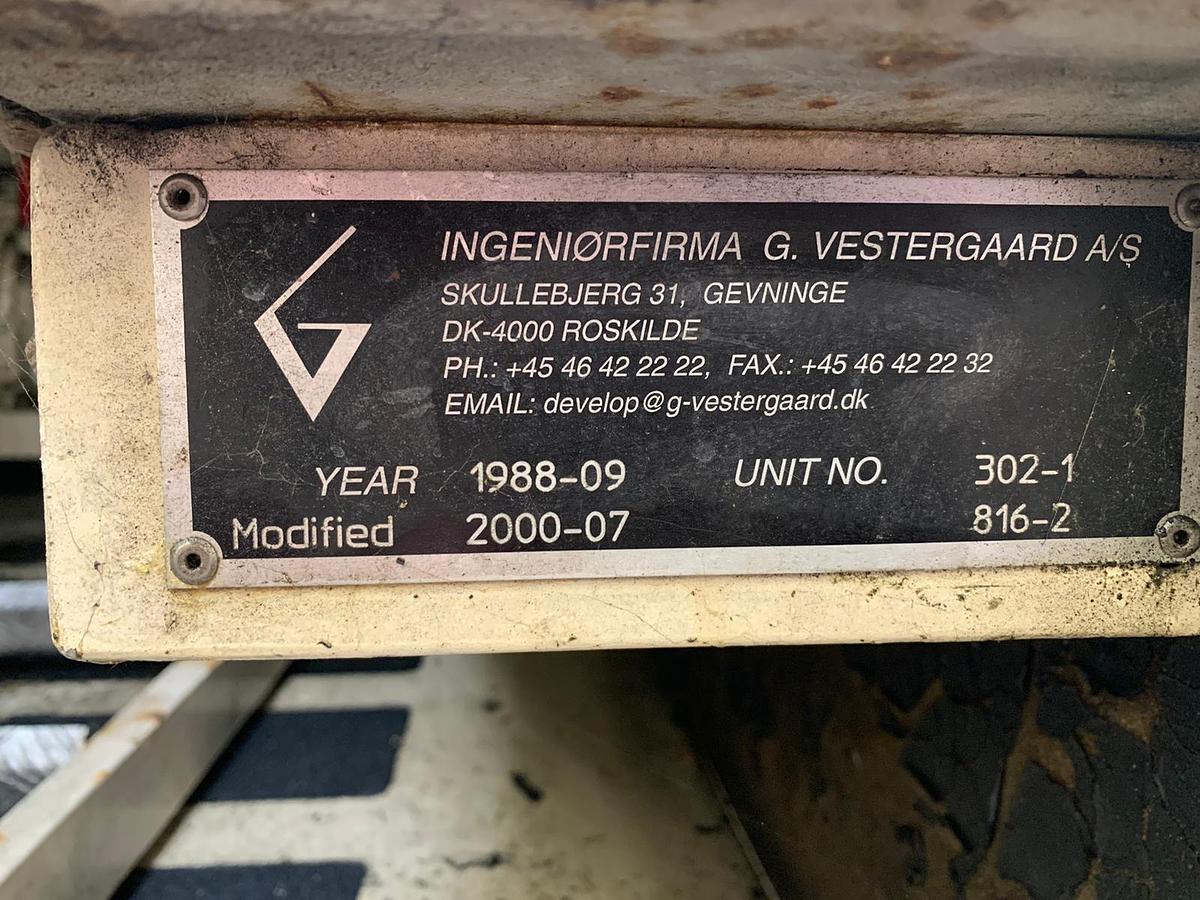 INGENIØRFIRMA G. VESTERGAARD A/S
SKULLEBJERG 31, GEVNINGE
DK-4000 ROSKILDE
PH.: +45 46 42 22 22, FAX.: +45 46 42 22 32
EMAIL: develop@g-vestergaard.dk
YEAR 1988-09 UNIT NO. 302-1
Modified 2000-07 816-2